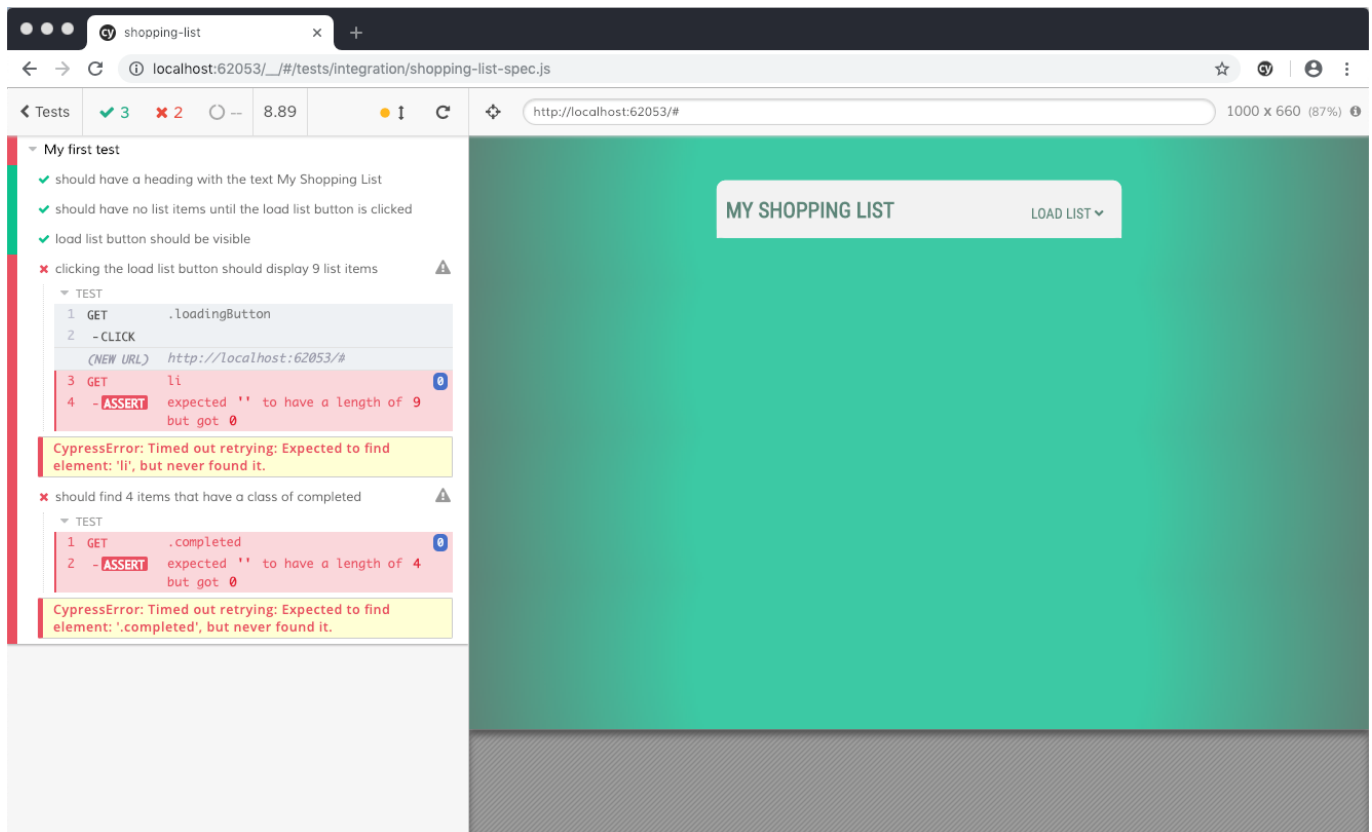 shopping-list
localhost:62053/__/#/tests/integration/shopping-list-spec.js
Tests 3 2 -- 8.89
http://localhost:62053/#
1000 x 660 (87%)
My first test
should have a heading with the text My Shopping List
should have no list items until the load list button is clicked
load list button should be visible
clicking the load list button should display 9 list items
TEST
1 GET .loadingButton
2 -CLICK
(NEW URL) http://localhost:62053/#
3 GET li 0
4 -ASSERT expected '' to have a length of 9
but got 0
CypressError: Timed out retrying: Expected to find
element: 'li', but never found it.
should find 4 items that have a class of completed
TEST
1 GET .completed 0
2 -ASSERT expected '' to have a length of 4
but got 0
CypressError: Timed out retrying: Expected to find
element: '.completed', but never found it.
MY SHOPPING LIST
LOAD LIST